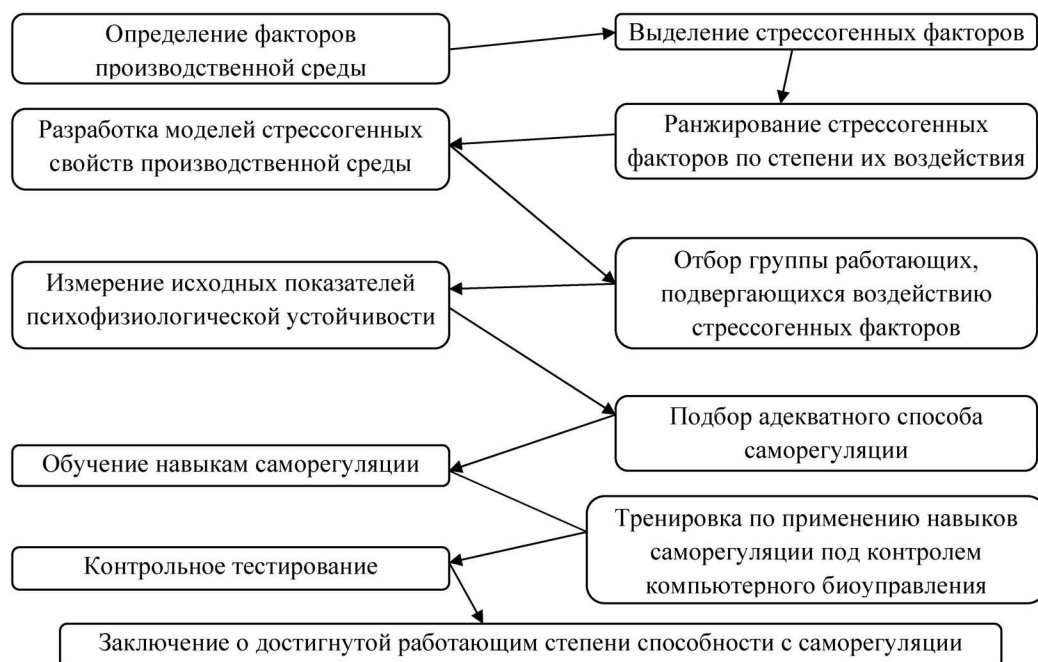 Определение факторов
производственной среды
Выделение стрессогенных факторов
Ранжирование стрессогенных
факторов по степени их воздействия
Разработка моделей стрессогенных
свойств производственной среды
Отбор группы работающих,
подвергающихся воздействию
стрессогенных факторов
Измерение исходных показателей
психофизиологической устойчивости
Подбор адекватного способа
саморегуляции
Обучение навыкам саморегуляции
Тренировка по применению навыков
саморегуляции под контролем
компьютерного биоуправления
Контрольное тестирование
Заключение о достигнутой работающим степени способности с саморегуляции